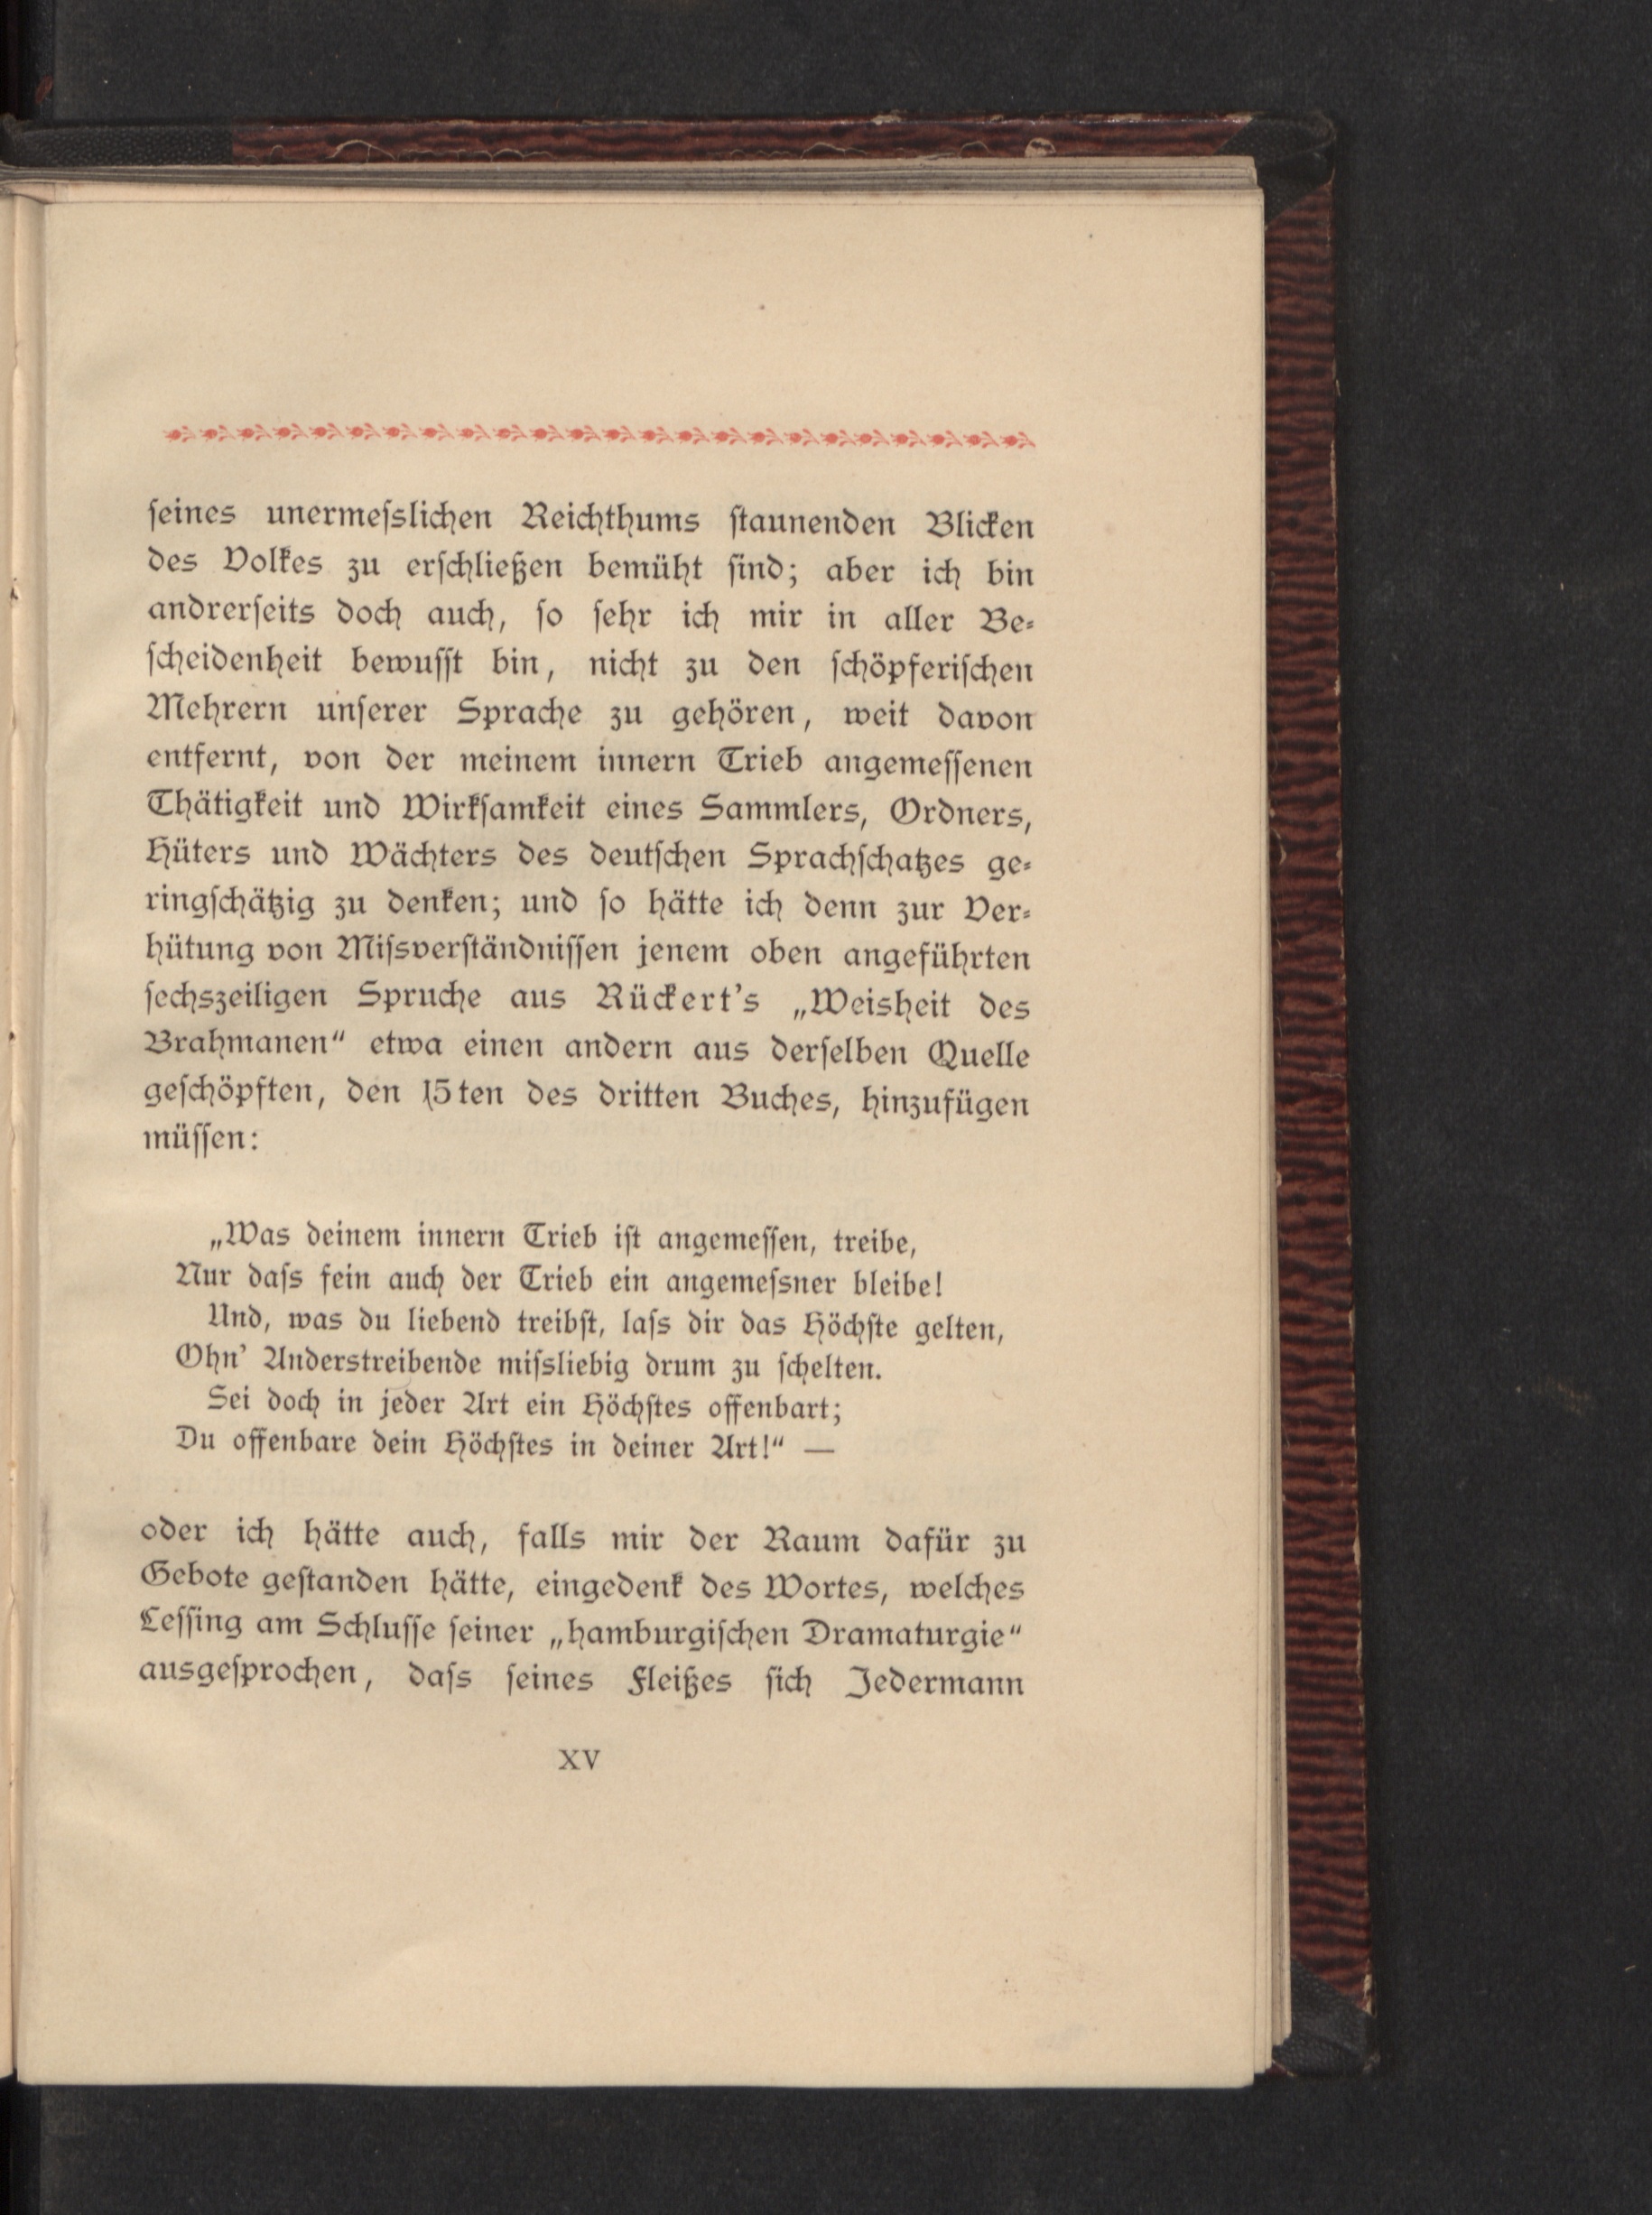 ſeines unermeſslichen Reichthums ſtaunenden Blicken
des Volkes zu erſchließen bemüht ſind; aber ich bin
andrerſeits doch auch, ſo ſehr ich mir in aller Be-
ſcheidenheit bewuſſt bin, nicht zu den ſchöpferiſchen
Mehrern unſerer Sprache zu gehören, weit davon
entfernt, von der meinem innern Trieb angemeſſenen
Thätigkeit und Wirkſamkeit eines Sammlers, Ordners,
Hüters und Wächters des deutſchen Sprachſchatzes ge-
ringſchätzig zu denken; und ſo hätte ich denn zur Ver-
hütung von Miſsverſtändniſſen jenem oben angeführten
ſechszeiligen Spruche aus Rückert’s „Weisheit des
Brahmanen“ etwa einen andern aus derſelben Quelle
geſchöpften, den 15ten des dritten Buches, hinzufügen
müſſen:
„Was deinem innern Trieb iſt angemeſſen, treibe,
Nur daſs fein auch der Trieb ein angemeſsner bleibe!
Und, was du liebend treibſt, laſs dir das Höchſte gelten,
Ohn’ Anderstreibende miſsliebig drum zu ſchelten.
Sei doch in jeder Art ein Höchſtes offenbart;
Du offenbare dein Höchſtes in deiner Art!“ —
oder ich hätte auch, falls mir der Raum dafür zu
Gebote geſtanden hätte, eingedenk des Wortes, welches
Leſſing am Schluſſe ſeiner „hamburgiſchen Dramaturgie“
ausgeſprochen, daſs ſeines Fleißes ſich Jedermann
XV